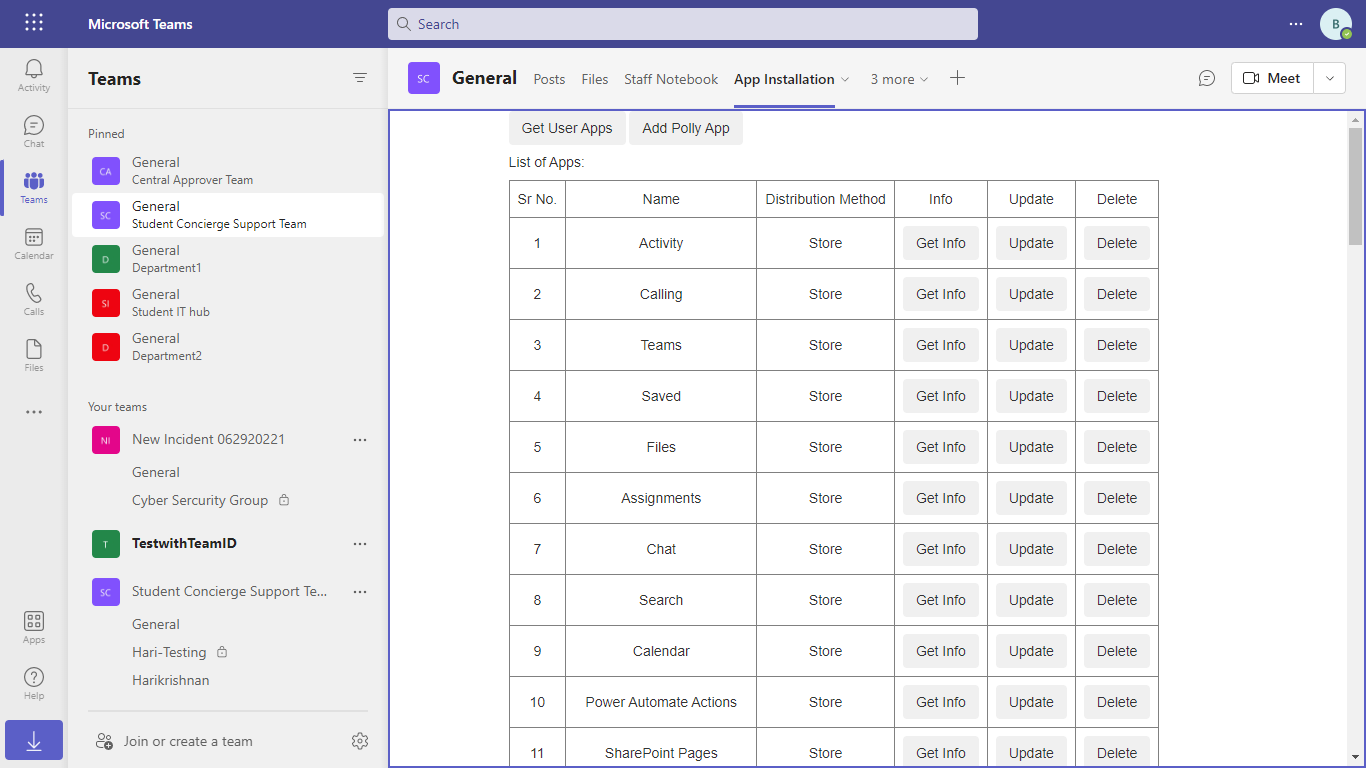 Microsoft Teams
Search
B
Activity
Chat
Teams
Calendar
Calls
Files
Apps
Help
Teams
Pinned
CA
General
Central Approver Team
SC
General
Student Concierge Support Team
D
General
Department1
SI
General
Student IT hub
D
General
Department2
Your teams
NI
New Incident 062920221
General
Cyber Sercurity Group
T
TestwithTeamID
SC
Student Concierge Support Te...
General
Hari-Testing
Harikrishnan
Join or create a team
SC General Posts Files Staff Notebook App Installation 3 more Meet
Get User Apps Add Polly App
List of Apps:
Sr No. Name Distribution Method Info Update Delete
1 Activity Store Get Info Update Delete
2 Calling Store Get Info Update Delete
3 Teams Store Get Info Update Delete
4 Saved Store Get Info Update Delete
5 Files Store Get Info Update Delete
6 Assignments Store Get Info Update Delete
7 Chat Store Get Info Update Delete
8 Search Store Get Info Update Delete
9 Calendar Store Get Info Update Delete
10 Power Automate Actions Store Get Info Update Delete
11 SharePoint Pages Store Get Info Update Delete